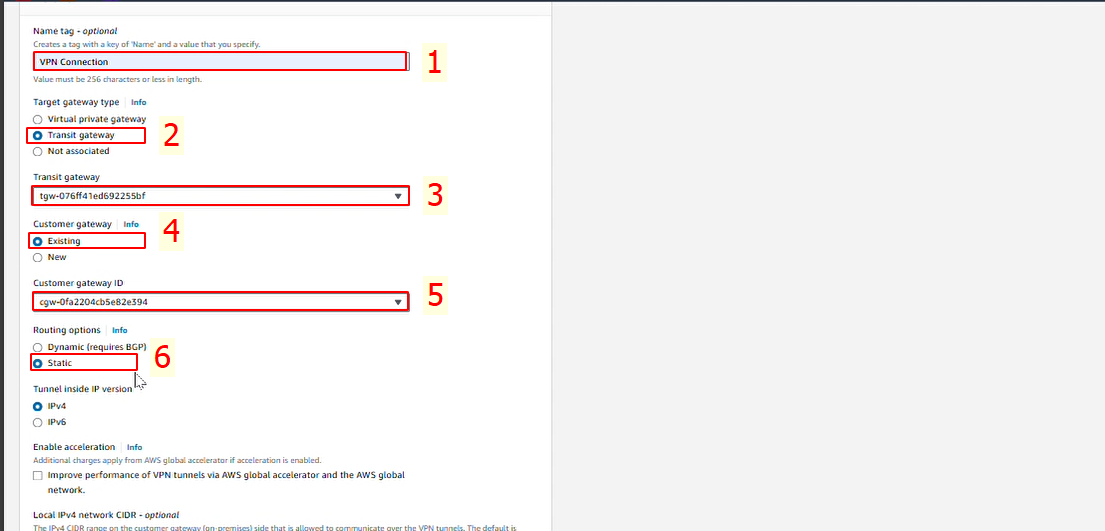 Name tag - optional
Creates a tag with a key of 'Name' and a value that you specify.
VPN Connection
1
Value must be 256 characters or less in length.
Target gateway type Info
Virtual private gateway
Transit gateway
2
Not associated
Transit gateway
tgw-076ff41ed692255bf
3
Customer gateway Info
4
Existing
New
Customer gateway ID
cgw-0fa2204cb5e82e394
5
Routing options Info
Dynamic (requires BGP)
Static
6
Tunnel inside IP version
IPv4
IPv6
Enable acceleration Info
Additional charges apply from AWS global accelerator if acceleration is enabled.
Improve performance of VPN tunnels via AWS global accelerator and the AWS global
network.
Local IPv4 network CIDR - optional
The IPv4 CIDR range on the customer gateway (on-premises) side that is allowed to communicate over the VPN tunnels. The default is